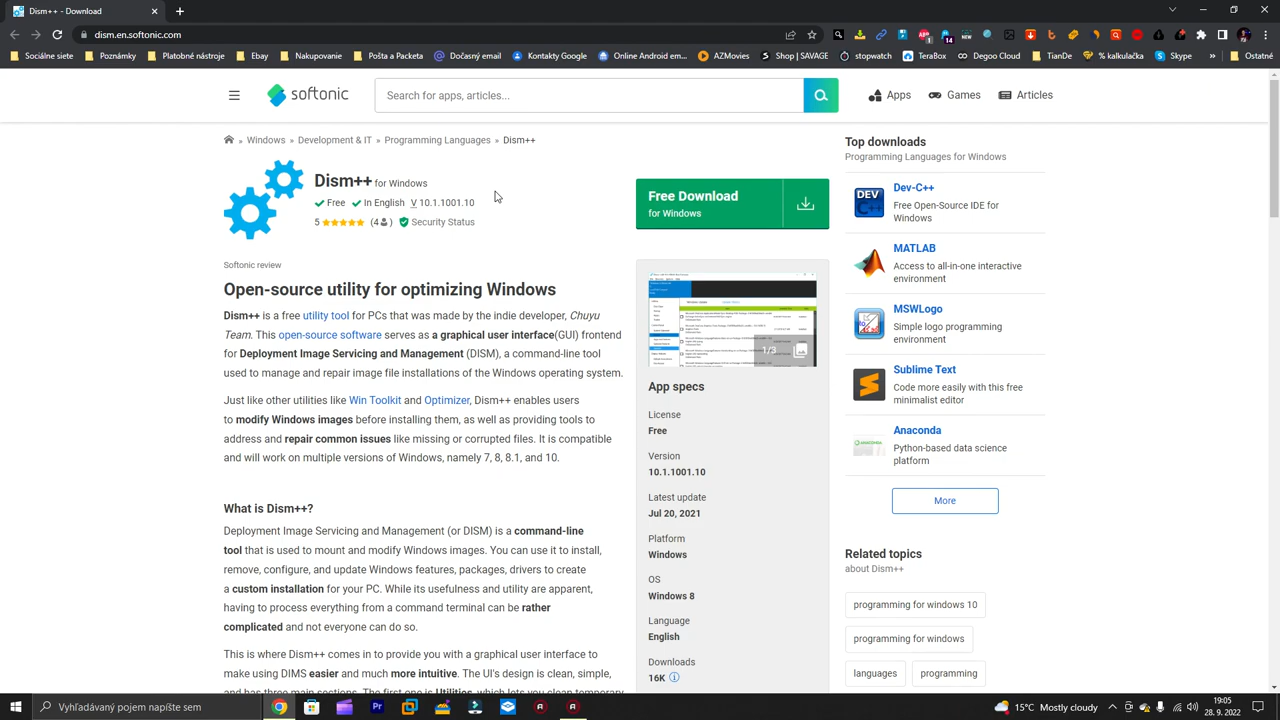 Dism++ - Download
dism.en.softonic.com
Sociálne siete
Poznámky
Platobné nástroje
Ebay
Nakupovanie
Pošta a Packeta
Dočasný email
Kontakty Google
Online Android em...
AZMovies
Shop | SAVAGE
stopwatch
TeraBox
Degoo Cloud
TianDe
% kalkulačka
Skype
»
Ostatné
softonic
Search for apps, articles...
Apps
Games
Articles
» Windows » Development & IT » Programming Languages » Dism++
Dism++ for Windows
Free In English V 10.1.1001.10
5 (4) Security Status
Free Download
for Windows
Softonic review
Open-source utility for optimizing Windows
Dism++ is a free utility tool for PCs that was made by the indie developer, Chuyu
Team. This open-source software serves as a graphical user interface(GUI) frontend
for Deployment Image Servicing and Management (DISM), a command-line tool
used to manage and repair image file installations of the Windows operating system.
Just like other utilities like Win Toolkit and Optimizer, Dism++ enables users
to modify Windows images before installing them, as well as providing tools to
address and repair common issues like missing or corrupted files. It is compatible
and will work on multiple versions of Windows, namely 7, 8, 8.1, and 10.
What is Dism++?
Deployment Image Servicing and Management (or DISM) is a command-line
tool that is used to mount and modify Windows images. You can use it to install,
remove, configure, and update Windows features, packages, drivers to create
a custom installation for your PC. While its usefulness and utility are apparent,
having to process everything from a command terminal can be rather
complicated and not everyone can do so.
This is where Dism++ comes in to provide you with a graphical user interface to
make using DIMS easier and much more intuitive. The UI's design is clean, simple,
and has three main sections. The first one is Utilities, which lets you clean temporary
1/3
App specs
License
Free
Version
10.1.1001.10
Latest update
Jul 20, 2021
Platform
Windows
OS
Windows 8
Language
English
Downloads
16K
Top downloads
Programming Languages for Windows
DEV
Dev-C++
Free Open-Source IDE for
Windows
MATLAB
Access to all-in-one interactive
environment
MSWLogo
Simple logo programming
environment
Sublime Text
Code more easily with this free
minimalist editor
Anaconda
Python-based data science
platform
More
Related topics
about Dism++
programming for windows 10
programming for windows
languages
programming
Vyhľadávaný pojem napíšte sem
15°C Mostly cloudy
19:05
28. 9. 2022